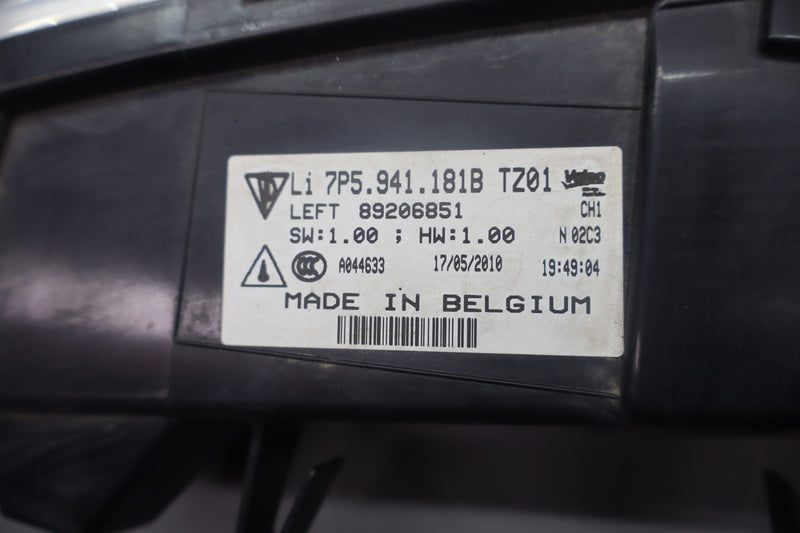 Li 7P5.941.181B TZ01 Valeo
LEFT 89206851 CH1
SW:1.00 ; HW:1.00 N 02C3
CCC A044633 17/05/2010 19:49:04
MADE IN BELGIUM